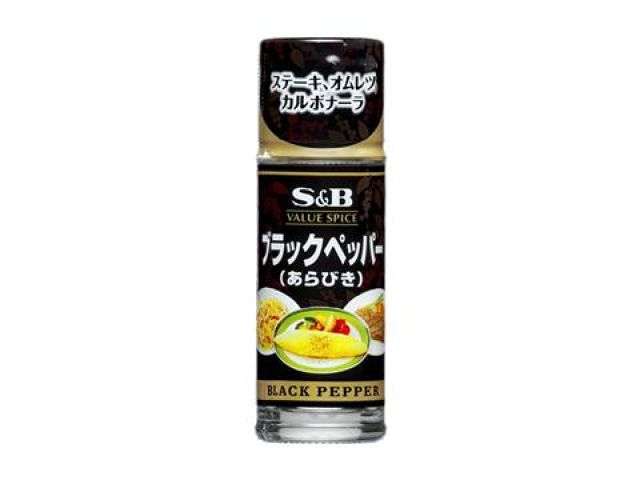 ステーキ、オムレツ
カルボナーラ
S&B
VALUE SPICE
ブラックペッパー
(あらびき)
BLACK PEPPER